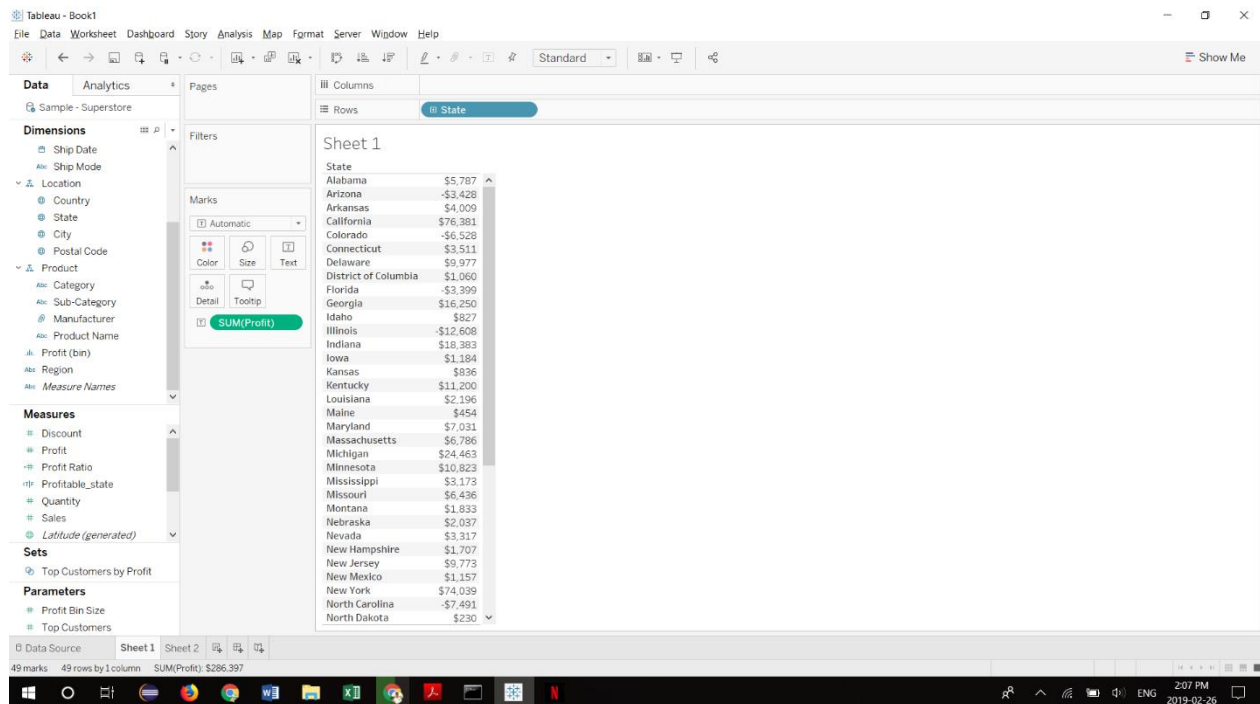 Tableau - Book1
File Data Worksheet Dashboard Story Analysis Map Format Server Window Help
Standard
Show Me
Data Analytics
Sample - Superstore
Dimensions
Ship Date
Abc Ship Mode
Location
Country
State
City
Postal Code
Product
Abc Category
Abc Sub-Category
Manufacturer
Abc Product Name
Profit (bin)
Abc Region
Abc Measure Names
Measures
# Discount
# Profit
=# Profit Ratio
=T|F Profitable_state
# Quantity
# Sales
Latitude (generated)
Sets
Top Customers by Profit
Parameters
# Profit Bin Size
# Top Customers
Pages
Filters
Marks
T Automatic
Color Size T Text
Detail Tooltip
T SUM(Profit)
Columns
Rows State
Sheet 1
State
Alabama $5,787
Arizona -$3,428
Arkansas $4,009
California $76,381
Colorado -$6,528
Connecticut $3,511
Delaware $9,977
District of Columbia $1,060
Florida -$3,399
Georgia $16,250
Idaho $827
Illinois -$12,608
Indiana $18,383
Iowa $1,184
Kansas $836
Kentucky $11,200
Louisiana $2,196
Maine $454
Maryland $7,031
Massachusetts $6,786
Michigan $24,463
Minnesota $10,823
Mississippi $3,173
Missouri $6,436
Montana $1,833
Nebraska $2,037
Nevada $3,317
New Hampshire $1,707
New Jersey $9,773
New Mexico $1,157
New York $74,039
North Carolina -$7,491
North Dakota $230
Data Source Sheet 1 Sheet 2
49 marks 49 rows by 1 column SUM(Profit): $286,397
ENG 2:07 PM
2019-02-26